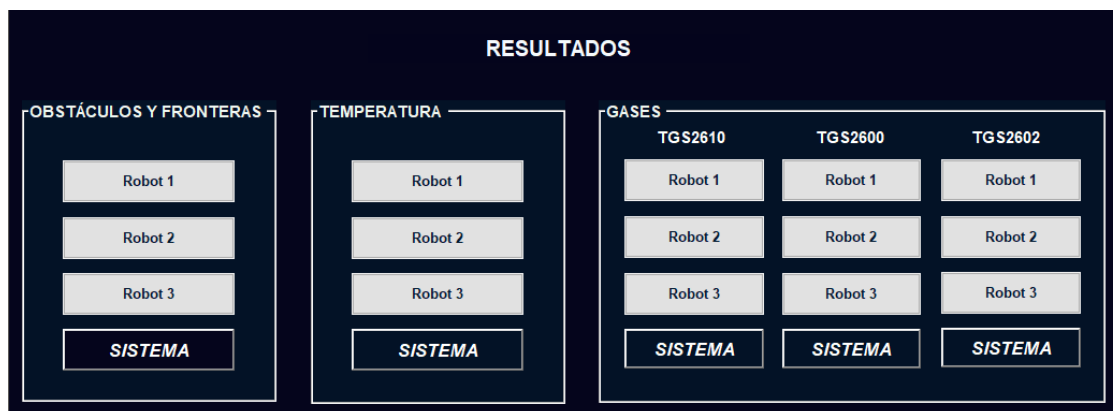 RESULTADOS
OBSTÁCULOS Y FRONTERAS
Robot 1
Robot 2
Robot 3
SISTEMA
TEMPERATURA
Robot 1
Robot 2
Robot 3
SISTEMA
GASES
TGS2610 TGS2600 TGS2602
Robot 1 Robot 1 Robot 1
Robot 2 Robot 2 Robot 2
Robot 3 Robot 3 Robot 3
SISTEMA SISTEMA SISTEMA